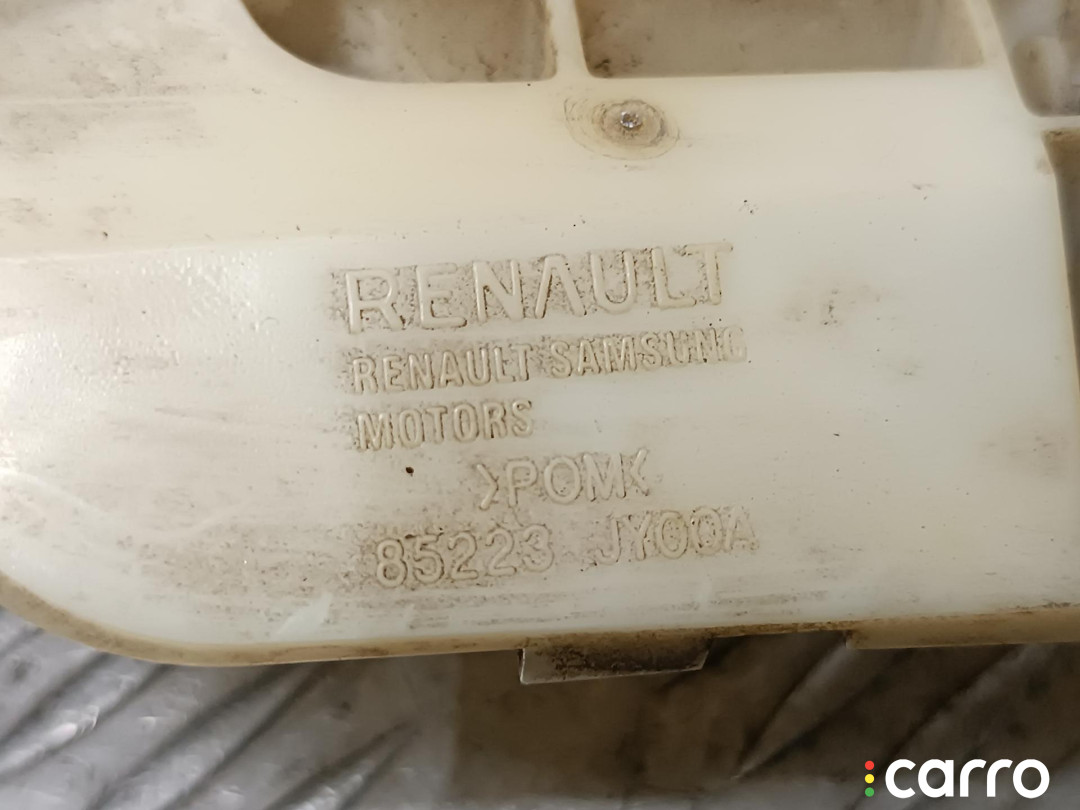 RENAULT
RENAULT SAMSUNG
MOTORS
>POM<
85223 JY00A
carro